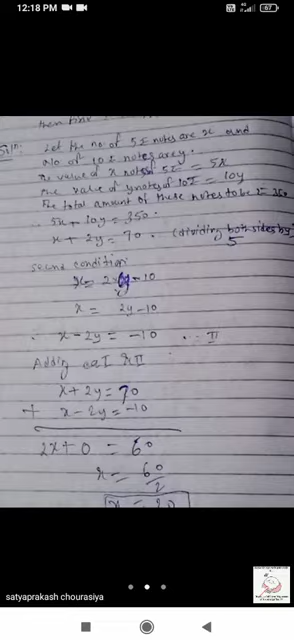 12:18 PM
67
then find
Soln: Let the no of 5₹ notes are x and
No of 10₹ notes are y.
The value of x notes of 5₹ = 5x
The value of y notes of 10₹ = 10y
The total amount of these notes to be ₹ 350
∴ 5x + 10y = 350.
x + 2y = 70. (dividing both sides by 5
second condition
x = 2y - 10
x = 2y - 10
∴ x - 2y = -10 ... II
Adding eq I & II
x + 2y = 70
+ x - 2y = -10
2x + 0 = 60
x = 60/2
satyaprakash chourasiya